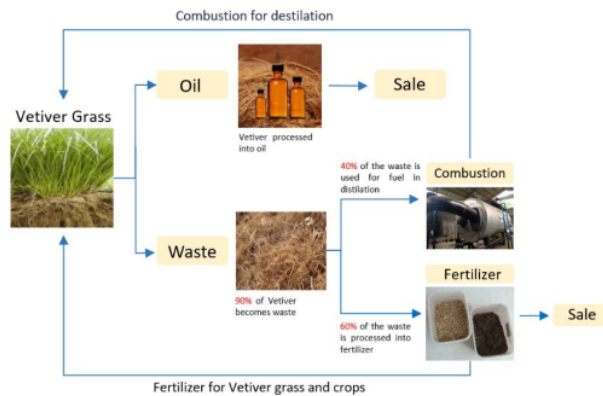 Combustion for destilation
Oil
Sale
Vetiver Grass
Vetiver processed
into oil
40% of the waste is
used for fuel in
distilation
Combustion
Waste
Fertilizer
90% of Vetiver
becomes waste
60% of the waste
is processed into
fertilizer
Sale
Fertilizer for Vetiver grass and crops